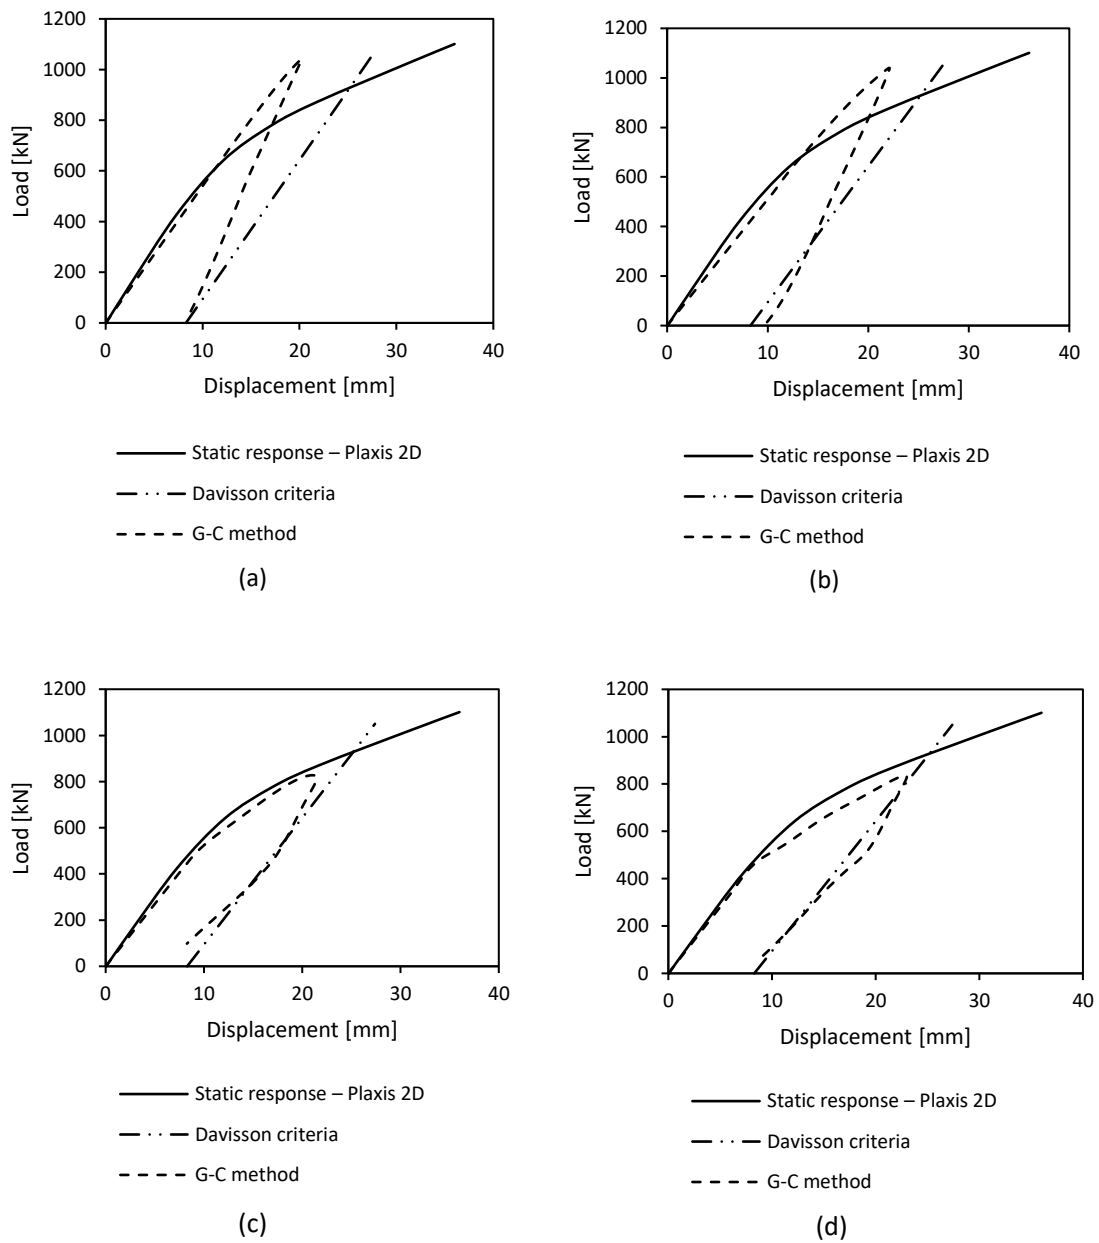 1200
1000
800
600
400
200
0
Load [kN]
0 10 20 30 40
Displacement [mm]
Static response – Plaxis 2D
Davisson criteria
G-C method
(a)
1200
1000
800
600
400
200
0
Load [kN]
0 10 20 30 40
Displacement [mm]
Static response – Plaxis 2D
Davisson criteria
G-C method
(b)
1200
1000
800
600
400
200
0
Load [kN]
0 10 20 30 40
Displacement [mm]
Static response – Plaxis 2D
Davisson criteria
G-C method
(c)
1200
1000
800
600
400
200
0
Load [kN]
0 10 20 30 40
Displacement [mm]
Static response – Plaxis 2D
Davisson criteria
G-C method
(d)